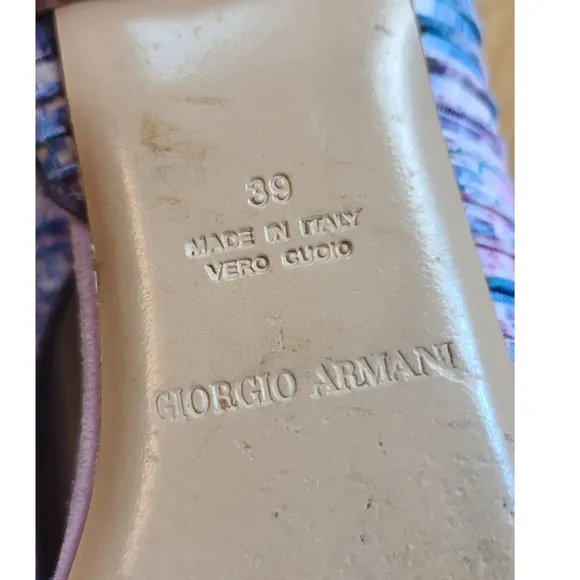 39
MADE IN ITALY
VERO CUOIO
GIORGIO ARMANI